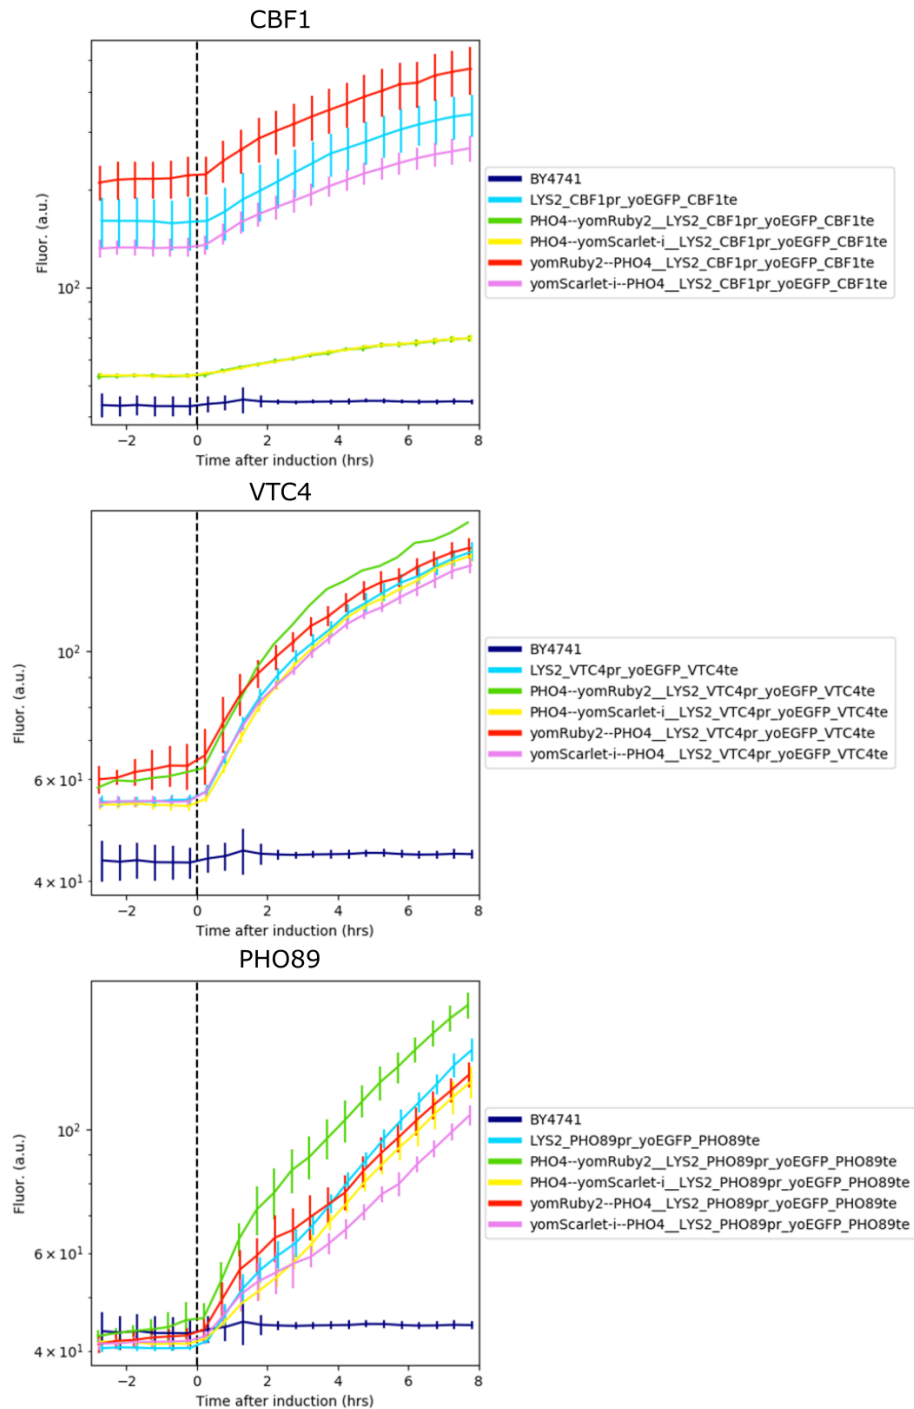 CBF1
Fluor. (a.u.)
10²
−2 0 2 4 6 8
Time after induction (hrs)
BY4741
LYS2_CBF1pr_yoEGFP_CBF1te
PHO4--yomRuby2__LYS2_CBF1pr_yoEGFP_CBF1te
PHO4--yomScarlet-i__LYS2_CBF1pr_yoEGFP_CBF1te
yomRuby2--PHO4__LYS2_CBF1pr_yoEGFP_CBF1te
yomScarlet-i--PHO4__LYS2_CBF1pr_yoEGFP_CBF1te
VTC4
Fluor. (a.u.)
10²
6 × 10¹
4 × 10¹
−2 0 2 4 6 8
Time after induction (hrs)
BY4741
LYS2_VTC4pr_yoEGFP_VTC4te
PHO4--yomRuby2__LYS2_VTC4pr_yoEGFP_VTC4te
PHO4--yomScarlet-i__LYS2_VTC4pr_yoEGFP_VTC4te
yomRuby2--PHO4__LYS2_VTC4pr_yoEGFP_VTC4te
yomScarlet-i--PHO4__LYS2_VTC4pr_yoEGFP_VTC4te
PHO89
Fluor. (a.u.)
10²
6 × 10¹
4 × 10¹
−2 0 2 4 6 8
Time after induction (hrs)
BY4741
LYS2_PHO89pr_yoEGFP_PHO89te
PHO4--yomRuby2__LYS2_PHO89pr_yoEGFP_PHO89te
PHO4--yomScarlet-i__LYS2_PHO89pr_yoEGFP_PHO89te
yomRuby2--PHO4__LYS2_PHO89pr_yoEGFP_PHO89te
yomScarlet-i--PHO4__LYS2_PHO89pr_yoEGFP_PHO89te